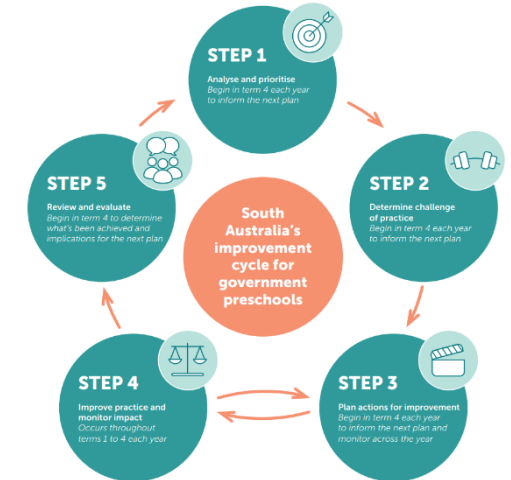 STEP 1
Analyse and prioritise
Begin in term 4 each year
to inform the next plan
STEP 2
Determine challenge
of practice
Begin in term 4 each year
to inform the next plan
STEP 3
Plan actions for improvement
Begin in term 4 each year
to inform the next plan and
monitor across the year
STEP 4
Improve practice and
monitor impact
Occurs throughout
terms 1 to 4 each year
STEP 5
Review and evaluate
Begin in term 4 to determine
what's been achieved and
implications for the next plan
South
Australia's
improvement
cycle for
government
preschools